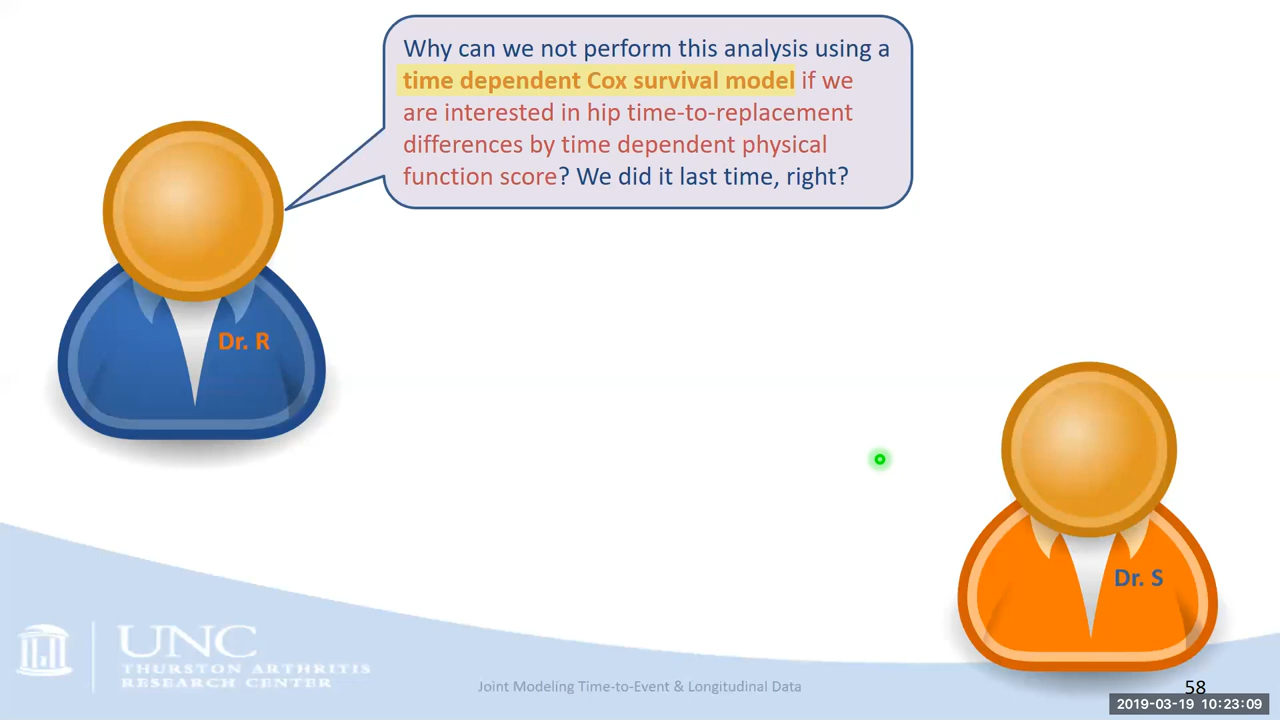 Why can we not perform this analysis using a
time dependent Cox survival model if we
are interested in hip time-to-replacement
differences by time dependent physical
function score? We did it last time, right?
Dr. R
Dr. S
UNC
THURSTON ARTHRITIS
RESEARCH CENTER
Joint Modeling Time-to-Event & Longitudinal Data
58
2019-03-19 10:23:09